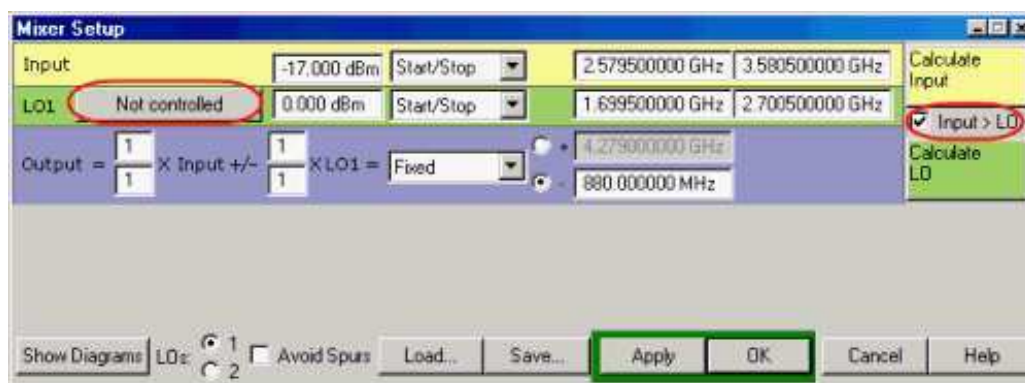 Mixer Setup
Input -17.000 dBm Start/Stop 2.579500000 GHz 3.580500000 GHz Calculate Input
LO1 Not controlled 0.000 dBm Start/Stop 1.699500000 GHz 2.700500000 GHz
Input > LO
Output = 1 1 X Input +/- 1 1 X LO1 = Fixed + 4.279000000 GHz
- 880.000000 MHz
Calculate LO
Show Diagrams LOs: 1 2 Avoid Spurs Load... Save... Apply OK Cancel Help